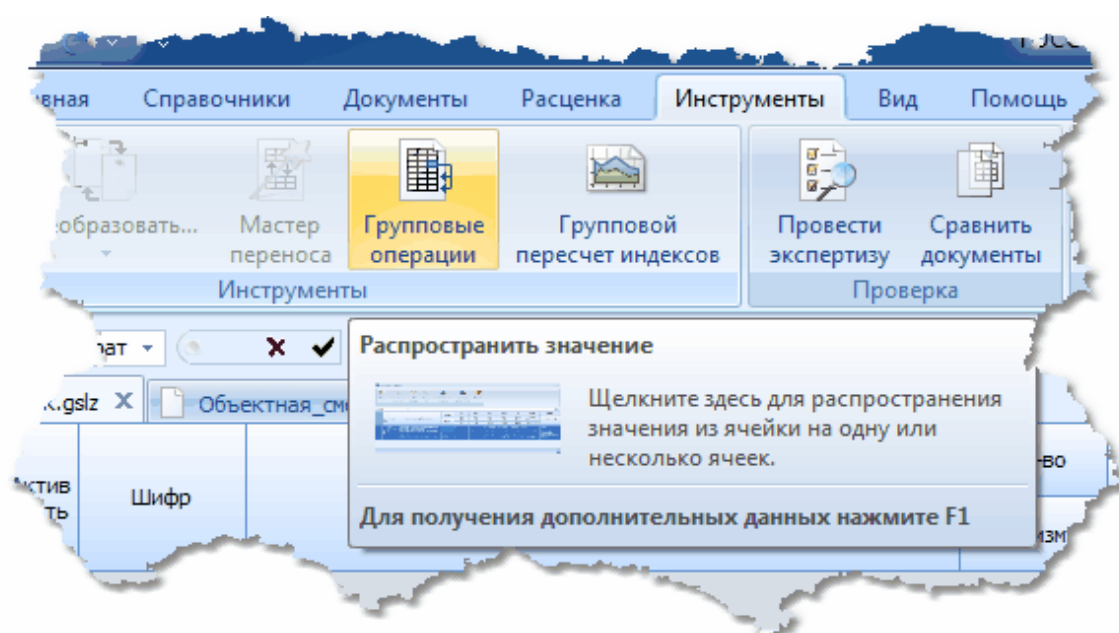 Справочники Документы Расценка Инструменты Вид Помощь
Мастер переноса
Групповые операции
Групповой пересчет индексов
Провести экспертизу
Сравнить документы
Инструменты
Проверка
Распространить значение
Щелкните здесь для распространения
значения из ячейки на одну или
несколько ячеек.
Для получения дополнительных данных нажмите F1
Шифр